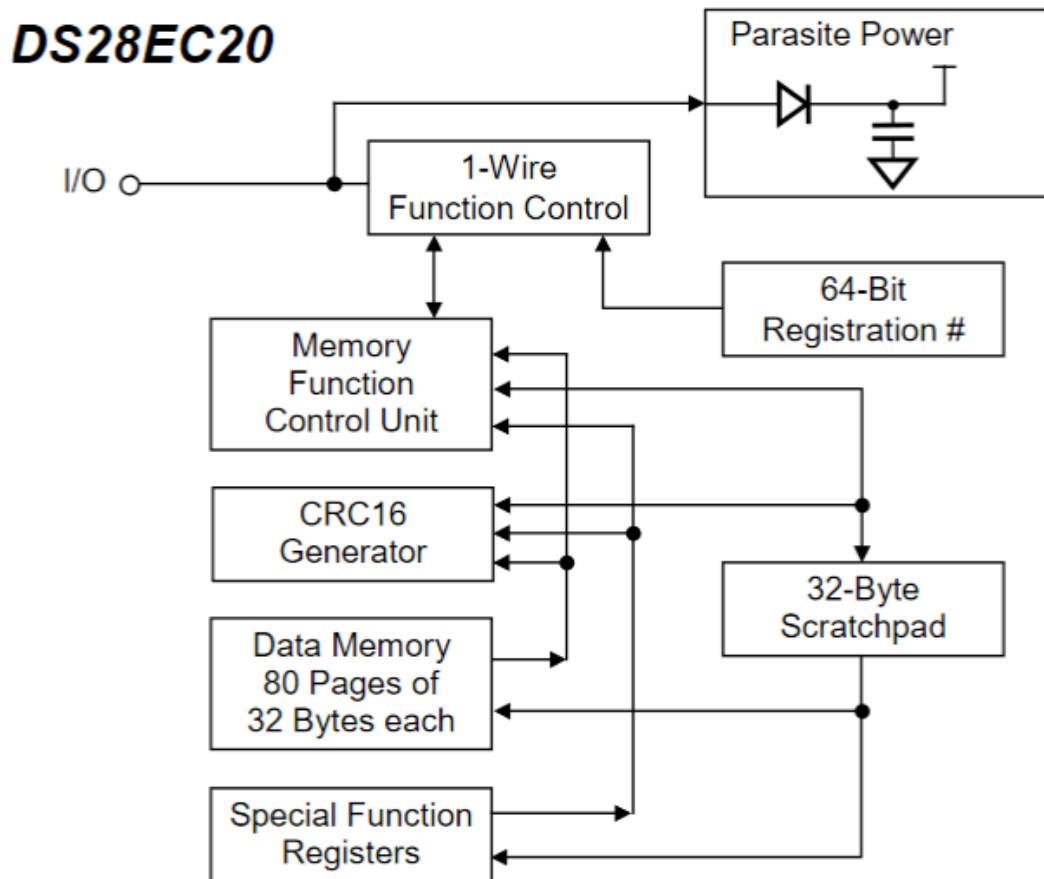 DS28EC20
Parasite Power
I/O
1-Wire
Function Control
64-Bit
Registration #
Memory
Function
Control Unit
CRC16
Generator
32-Byte
Scratchpad
Data Memory
80 Pages of
32 Bytes each
Special Function
Registers